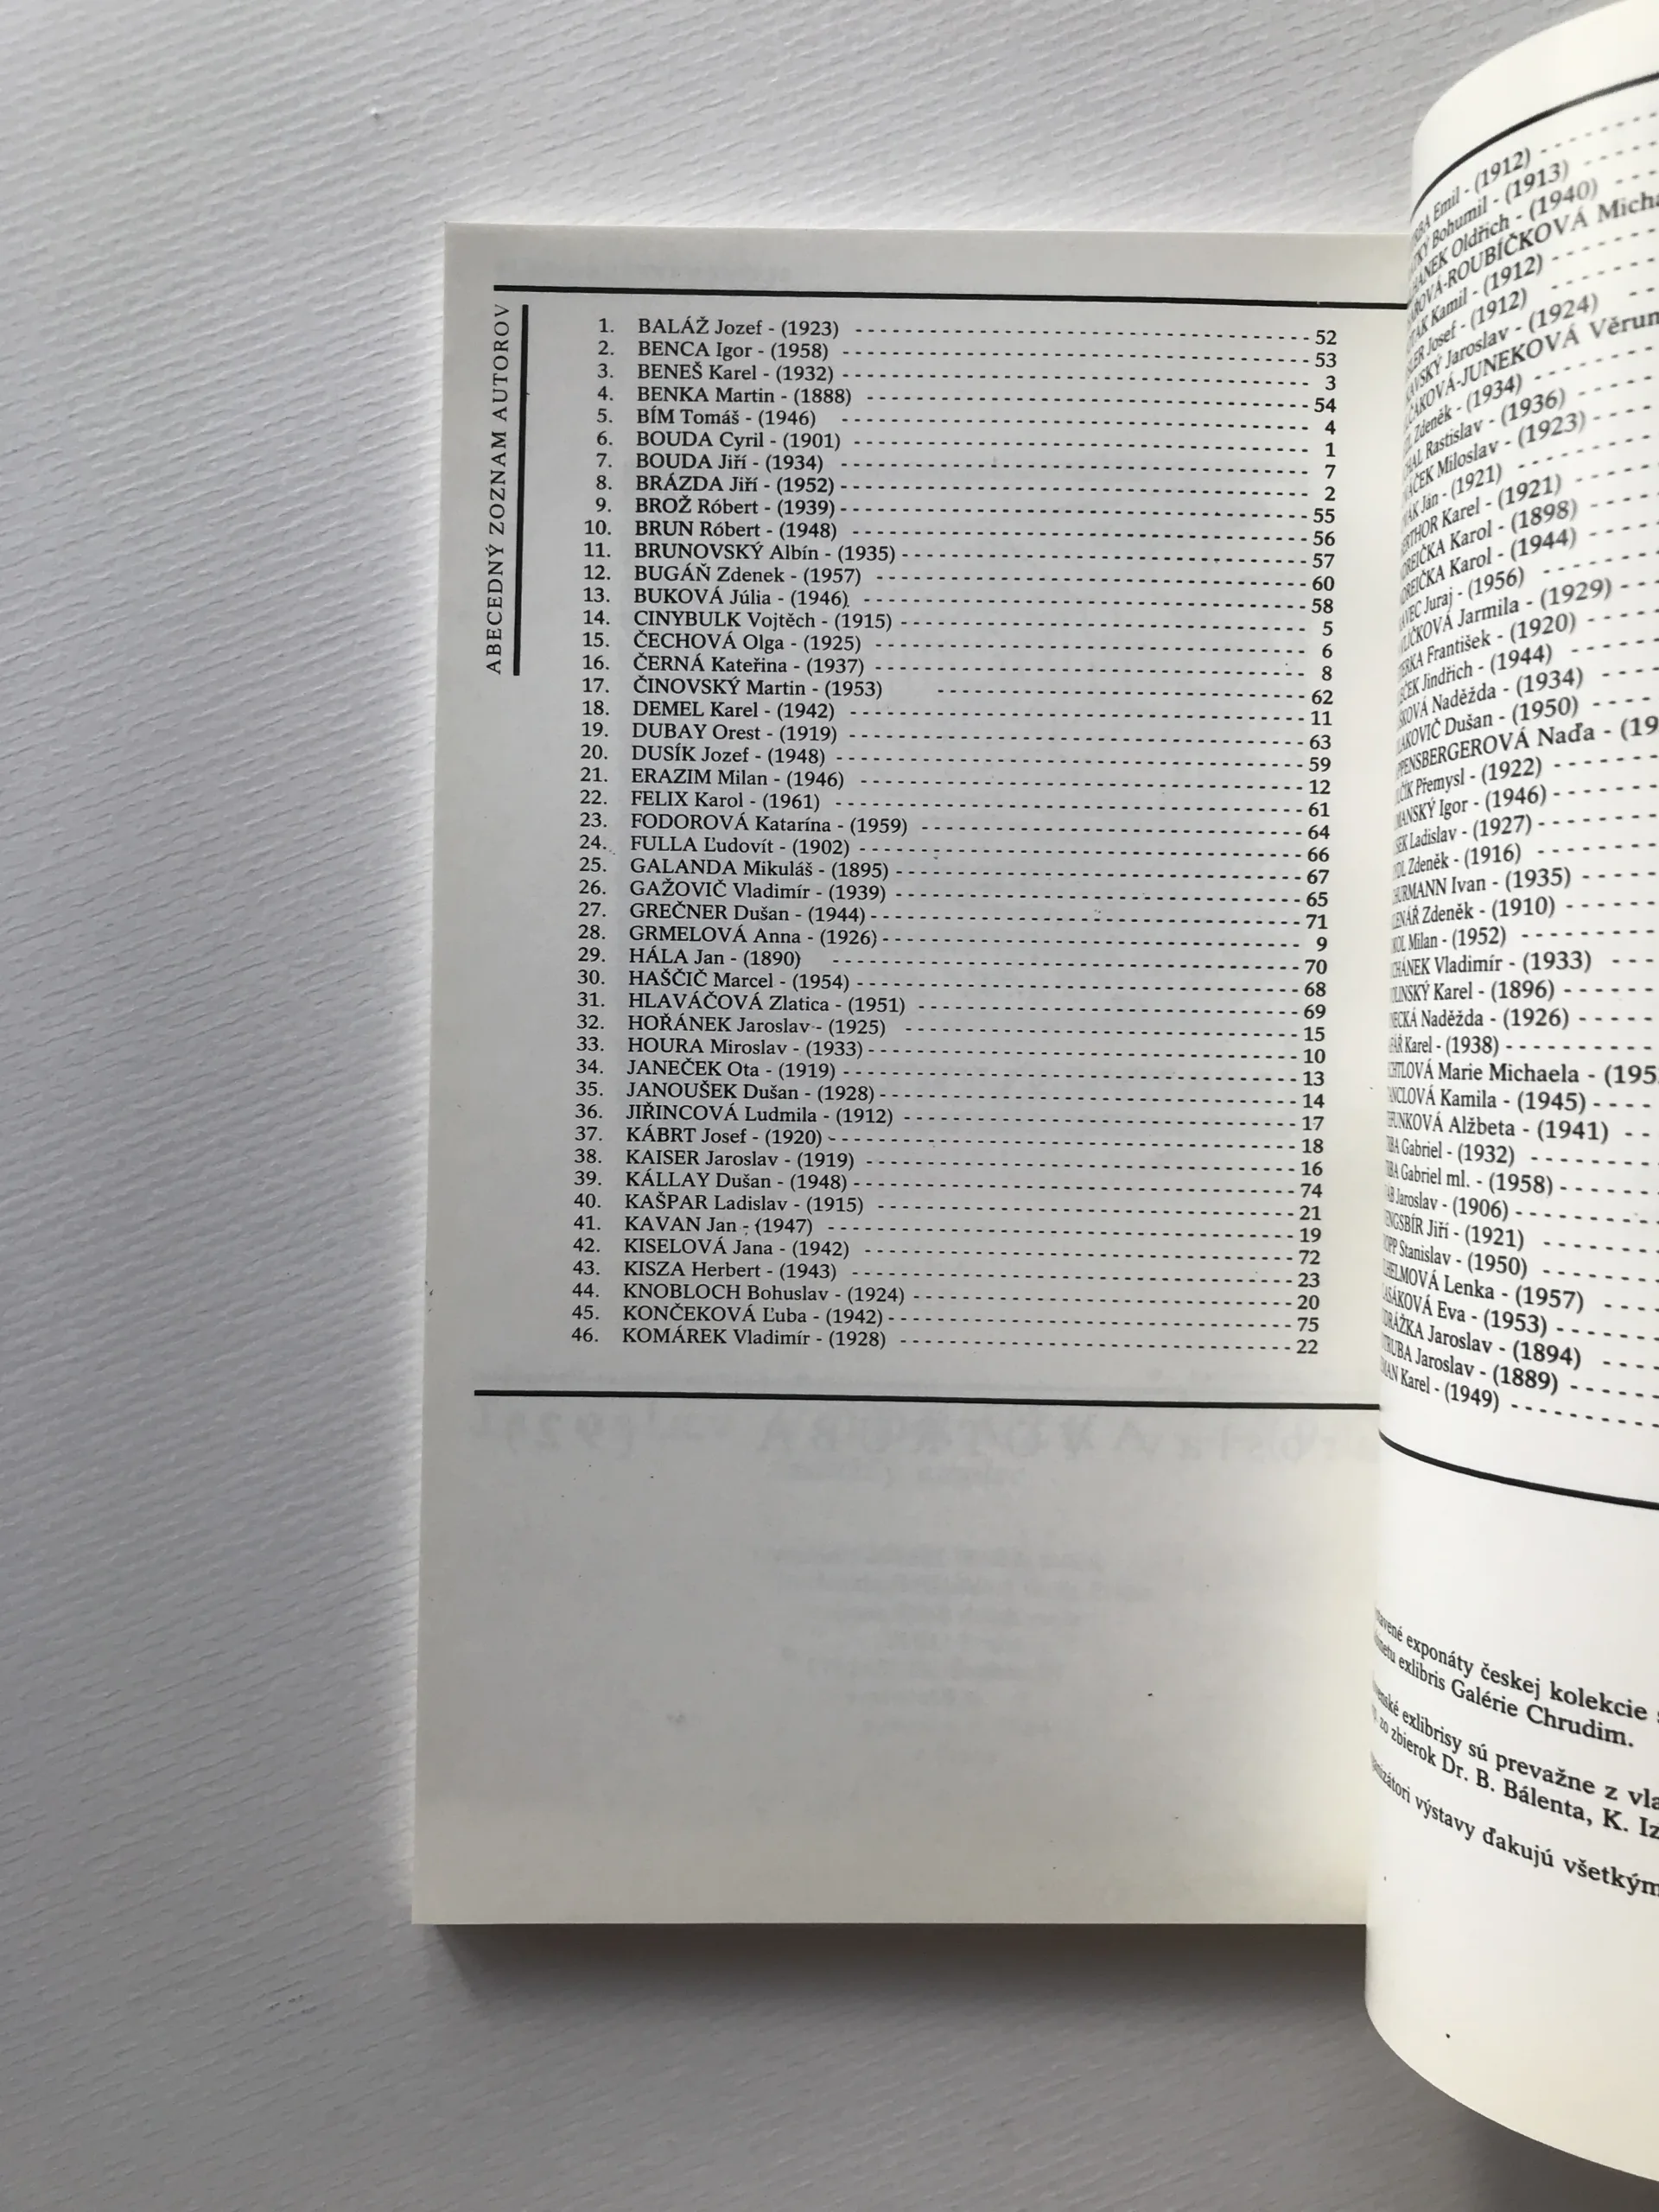 ABECEDNÝ ZOZNAM AUTOROV
1. BALÁŽ Jozef - (1923) - - - - - - - - - - - - - - - - - - - - 52
2. BENCA Igor - (1958) - - - - - - - - - - - - - - - - - - - - 53
3. BENEŠ Karel - (1932) - - - - - - - - - - - - - - - - - - - - 3
4. BENKA Martin - (1888) - - - - - - - - - - - - - - - - - - - - 54
5. BÍM Tomáš - (1946) - - - - - - - - - - - - - - - - - - - - 4
6. BOUDA Cyril - (1901) - - - - - - - - - - - - - - - - - - - - 1
7. BOUDA Jiří - (1934) - - - - - - - - - - - - - - - - - - - - 7
8. BRÁZDA Jiří - (1952) - - - - - - - - - - - - - - - - - - - - 2
9. BROŽ Róbert - (1939) - - - - - - - - - - - - - - - - - - - - 55
10. BRUN Róbert - (1948) - - - - - - - - - - - - - - - - - - - - 56
11. BRUNOVSKÝ Albín - (1935) - - - - - - - - - - - - - - - - - - - - 57
12. BUGÁŇ Zdenek - (1957) - - - - - - - - - - - - - - - - - - - - 60
13. BUKOVÁ Júlia - (1946) - - - - - - - - - - - - - - - - - - - - 58
14. CINYBULK Vojtěch - (1915) - - - - - - - - - - - - - - - - - - - - 5
15. ČECHOVÁ Olga - (1925) - - - - - - - - - - - - - - - - - - - - 6
16. ČERNÁ Kateřina - (1937) - - - - - - - - - - - - - - - - - - - - 8
17. ČINOVSKÝ Martin - (1953) - - - - - - - - - - - - - - - - - - - - 62
18. DEMEL Karel - (1942) - - - - - - - - - - - - - - - - - - - - 11
19. DUBAY Orest - (1919) - - - - - - - - - - - - - - - - - - - - 63
20. DUSÍK Jozef - (1948) - - - - - - - - - - - - - - - - - - - - 59
21. ERAZIM Milan - (1946) - - - - - - - - - - - - - - - - - - - - 12
22. FELIX Karol - (1961) - - - - - - - - - - - - - - - - - - - - 61
23. FODOROVÁ Katarína - (1959) - - - - - - - - - - - - - - - - - - - - 64
24. FULLA Ľudovít - (1902) - - - - - - - - - - - - - - - - - - - - 66
25. GALANDA Mikuláš - (1895) - - - - - - - - - - - - - - - - - - - - 67
26. GAŽOVIČ Vladimír - (1939) - - - - - - - - - - - - - - - - - - - - 65
27. GREČNER Dušan - (1944) - - - - - - - - - - - - - - - - - - - - 71
28. GRMELOVÁ Anna - (1926) - - - - - - - - - - - - - - - - - - - - 9
29. HÁLA Jan - (1890) - - - - - - - - - - - - - - - - - - - - 70
30. HAŠČIČ Marcel - (1954) - - - - - - - - - - - - - - - - - - - - 68
31. HLAVÁČOVÁ Zlatica - (1951) - - - - - - - - - - - - - - - - - - - - 69
32. HOŘÁNEK Jaroslav - (1925) - - - - - - - - - - - - - - - - - - - - 15
33. HOURA Miroslav - (1933) - - - - - - - - - - - - - - - - - - - - 10
34. JANEČEK Ota - (1919) - - - - - - - - - - - - - - - - - - - - 13
35. JANOUŠEK Dušan - (1928) - - - - - - - - - - - - - - - - - - - - 14
36. JIŘINCOVÁ Ludmila - (1912) - - - - - - - - - - - - - - - - - - - - 17
37. KÁBRT Josef - (1920) - - - - - - - - - - - - - - - - - - - - 18
38. KAISER Jaroslav - (1919) - - - - - - - - - - - - - - - - - - - - 16
39. KÁLLAY Dušan - (1948) - - - - - - - - - - - - - - - - - - - - 74
40. KAŠPAR Ladislav - (1915) - - - - - - - - - - - - - - - - - - - - 21
41. KAVAN Jan - (1947) - - - - - - - - - - - - - - - - - - - - 19
42. KISELOVÁ Jana - (1942) - - - - - - - - - - - - - - - - - - - - 72
43. KISZA Herbert - (1943) - - - - - - - - - - - - - - - - - - - - 23
44. KNOBLOCH Bohuslav - (1924) - - - - - - - - - - - - - - - - - - - - 20
45. KONČEKOVÁ Ľuba - (1942) - - - - - - - - - - - - - - - - - - - - 75
46. KOMÁREK Vladimír - (1928) - - - - - - - - - - - - - - - - - - - - 22
Emil - (1912)
Bohumil - (1913)
Oldřich - (1940)
Kamil - (1912)
Josef - (1912)
Jaroslav - (1924)
Zdeněk - (1934)
Rastislav - (1936)
Miloslav - (1923)
Ján - (1921)
Karel - (1921)
Karol - (1898)
Karol - (1944)
Juraj - (1956)
Jarmila - (1929)
František - (1920)
Jindřich - (1944)
Naděžda - (1934)
Dušan - (1950)
Naďa - (19
Přemysl - (1922)
Igor - (1946)
Ladislav - (1927)
Zdeněk - (1916)
Ivan - (1935)
Zdeněk - (1910)
Milan - (1952)
Vladimír - (1933)
Karel - (1896)
Naděžda - (1926)
Karel - (1938)
Marie Michaela - (195
Kamila - (1945)
Alžbeta - (1941)
Gabriel - (1932)
Gabriel ml. - (1958)
Jaroslav - (1906)
Jiří - (1921)
Stanislav - (1950)
Lenka - (1957)
Eva - (1953)
Jaroslav - (1894)
Jaroslav - (1889)
Karel - (1949)
exponáty českej kolekcie
exlibris Galérie Chrudim.
exlibrisy sú prevažne z
zo zbierok Dr. B. Bálenta, K.
výstavy ďakujú